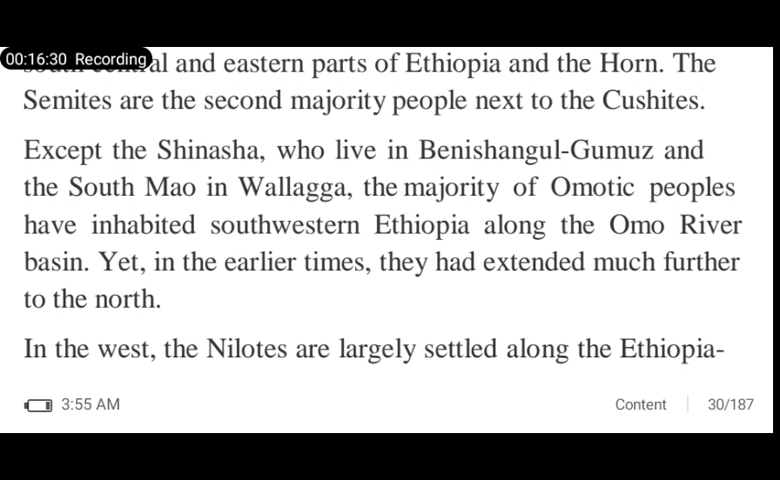 00:16:30 Recording
al and eastern parts of Ethiopia and the Horn. The
Semites are the second majority people next to the Cushites.
Except the Shinasha, who live in Benishangul-Gumuz and
the South Mao in Wallagga, the majority of Omotic peoples
have inhabited southwestern Ethiopia along the Omo River
basin. Yet, in the earlier times, they had extended much further
to the north.
In the west, the Nilotes are largely settled along the Ethiopia-
3:55 AM
Content
30/187